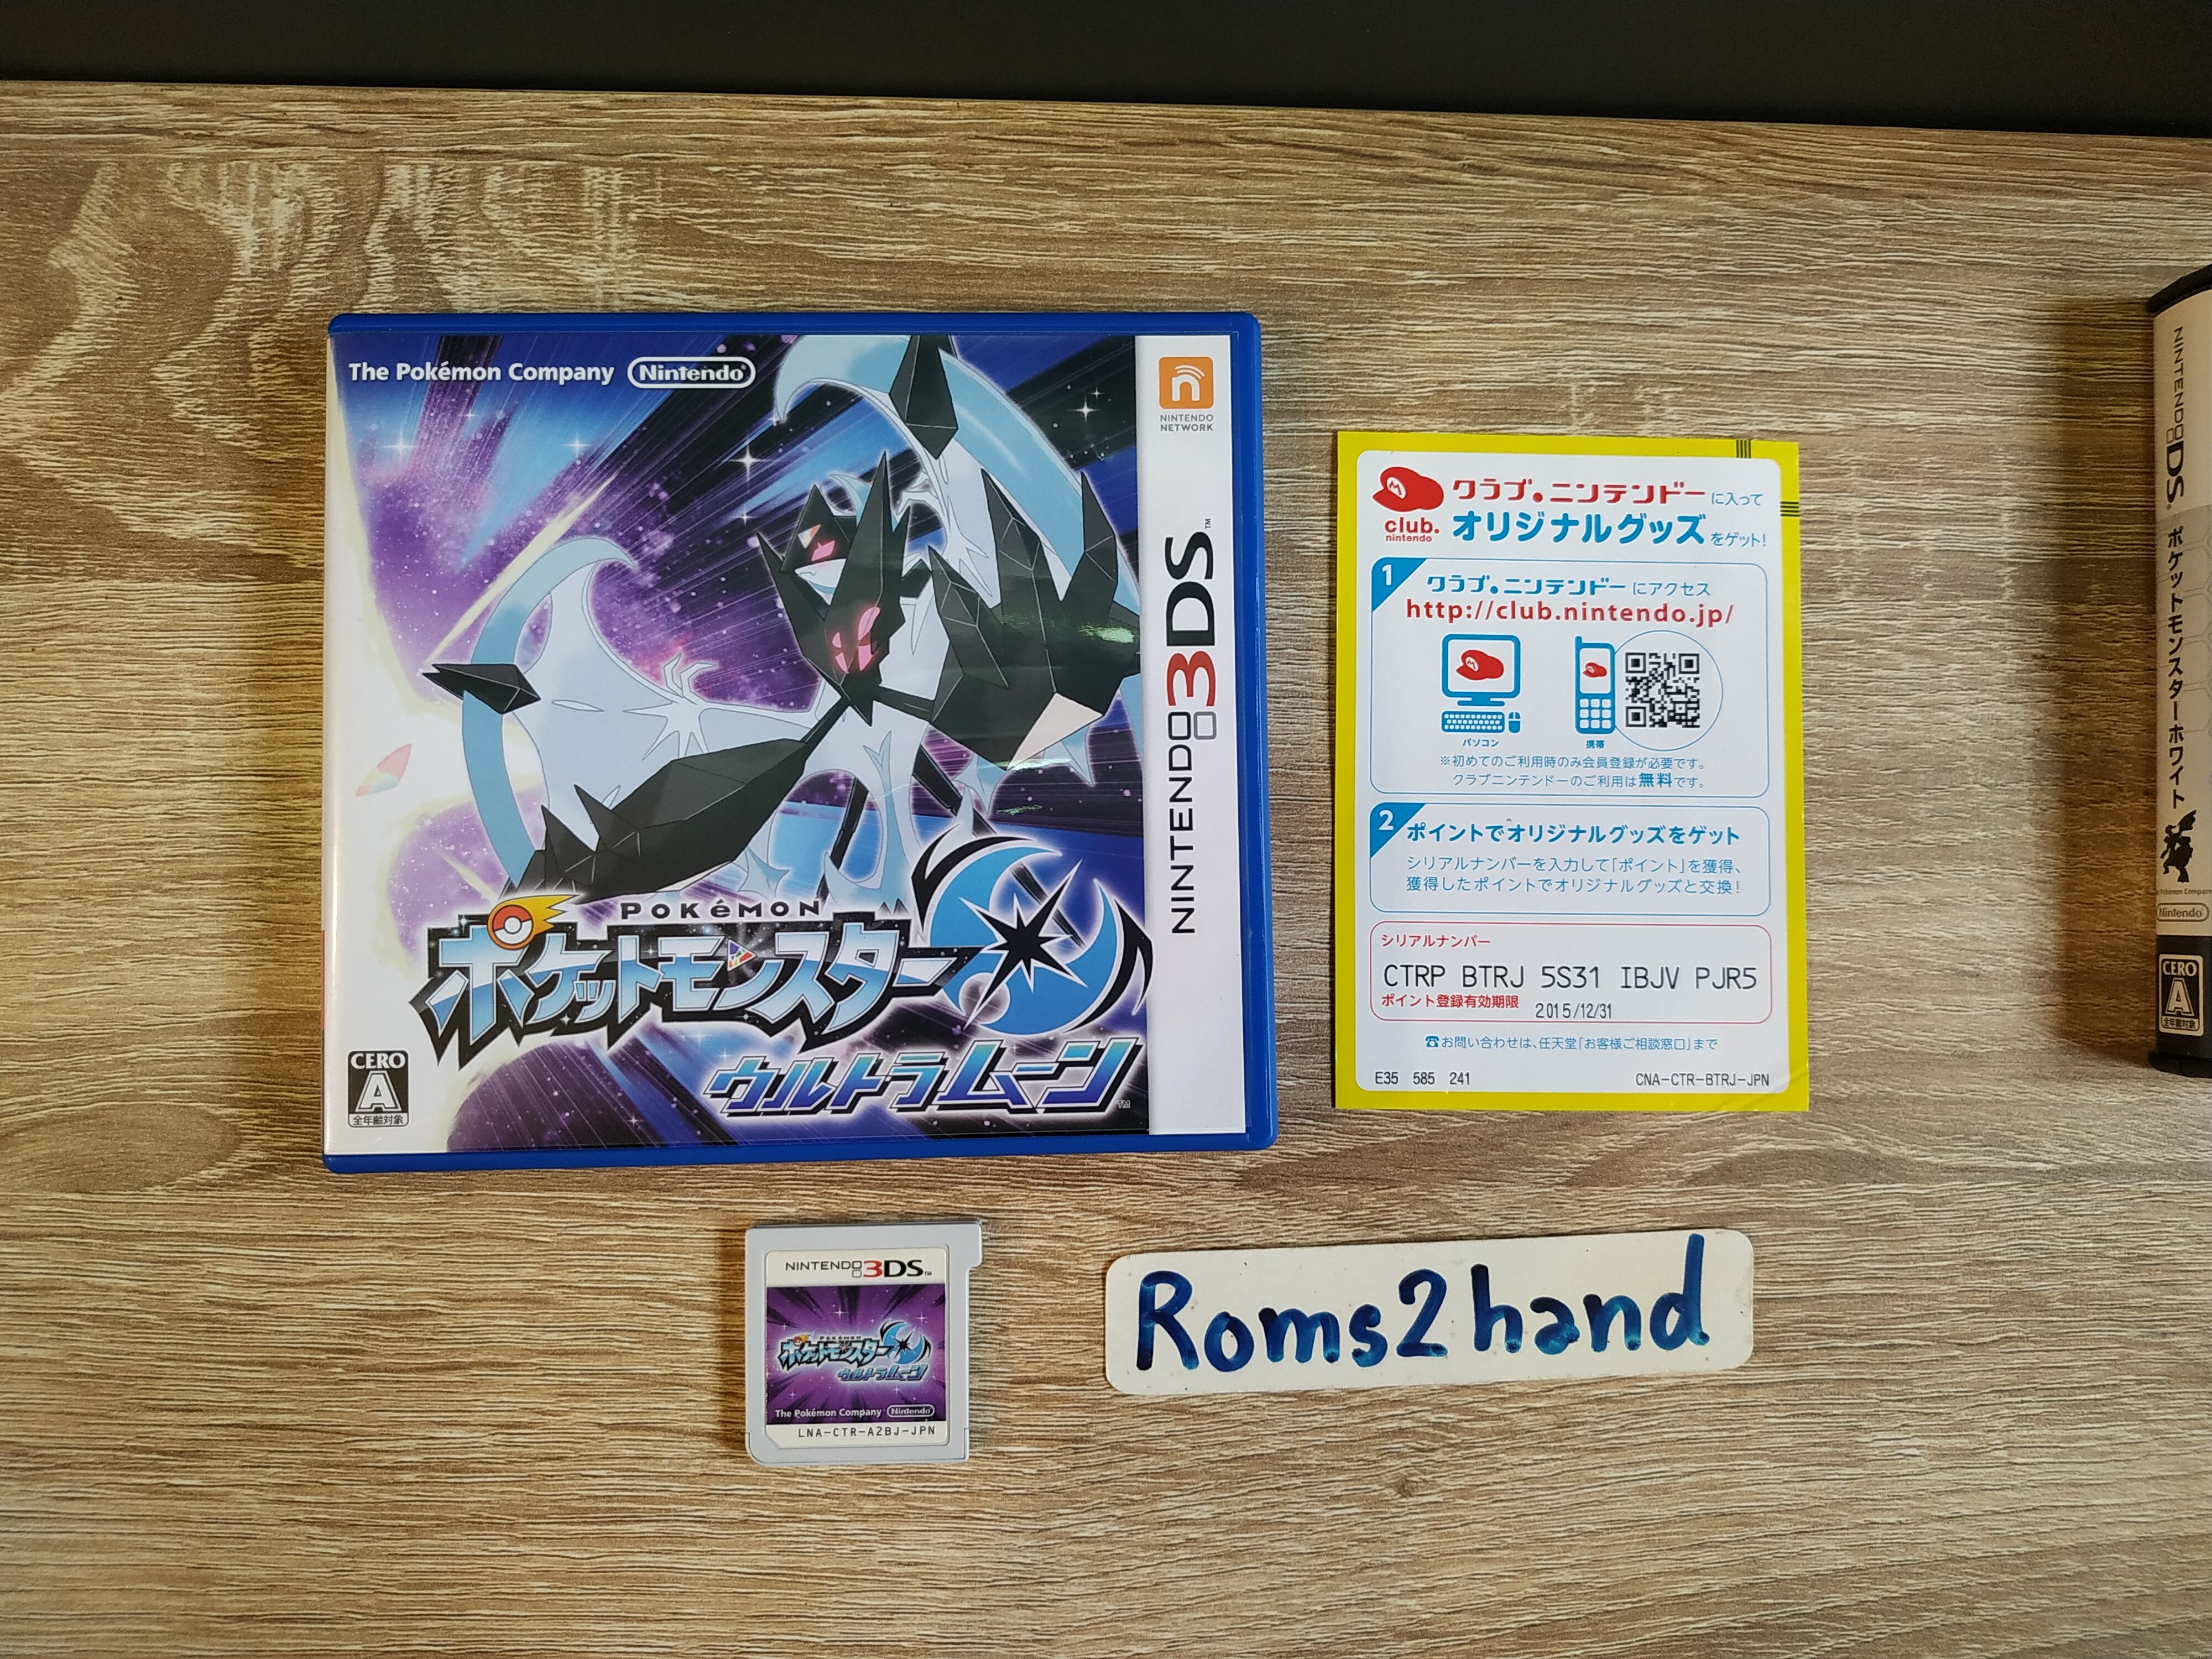 The Pokémon Company Nintendo
NINTENDO
NETWORK
NINTENDO3DS™
POKéMON
ポケットモンスター
ウルトラムーン
TM
CERO
A
全年齢対象
club.
nintendo
クラブ。ニンテンドーに入って
オリジナルグッズをゲット!
1
クラブ。ニンテンドーにアクセス
http://club.nintendo.jp/
パソコン
携帯
※初めてのご利用時のみ会員登録が必要です。
クラブニンテンドーのご利用は無料です。
2
ポイントでオリジナルグッズをゲット
シリアルナンバーを入力して「ポイント」を獲得、
獲得したポイントでオリジナルグッズと交換!
シリアルナンバー
CTRP BTRJ 5S31 IBJV PJR5
ポイント登録有効期限 2015/12/31
☎お問い合わせは、任天堂「お客様ご相談窓口」まで
E35 585 241 CNA-CTR-BTRJ-JPN
NINTENDO DS
ポケットモンスターホワイト
The Pokémon Company
Nintendo
CERO
A
全年齢対象
NINTENDO3DS™
POKéMON
ポケットモンスター
ウルトラムーン
The Pokémon Company Nintendo
LNA-CTR-A2BJ-JPN
Roms2hand